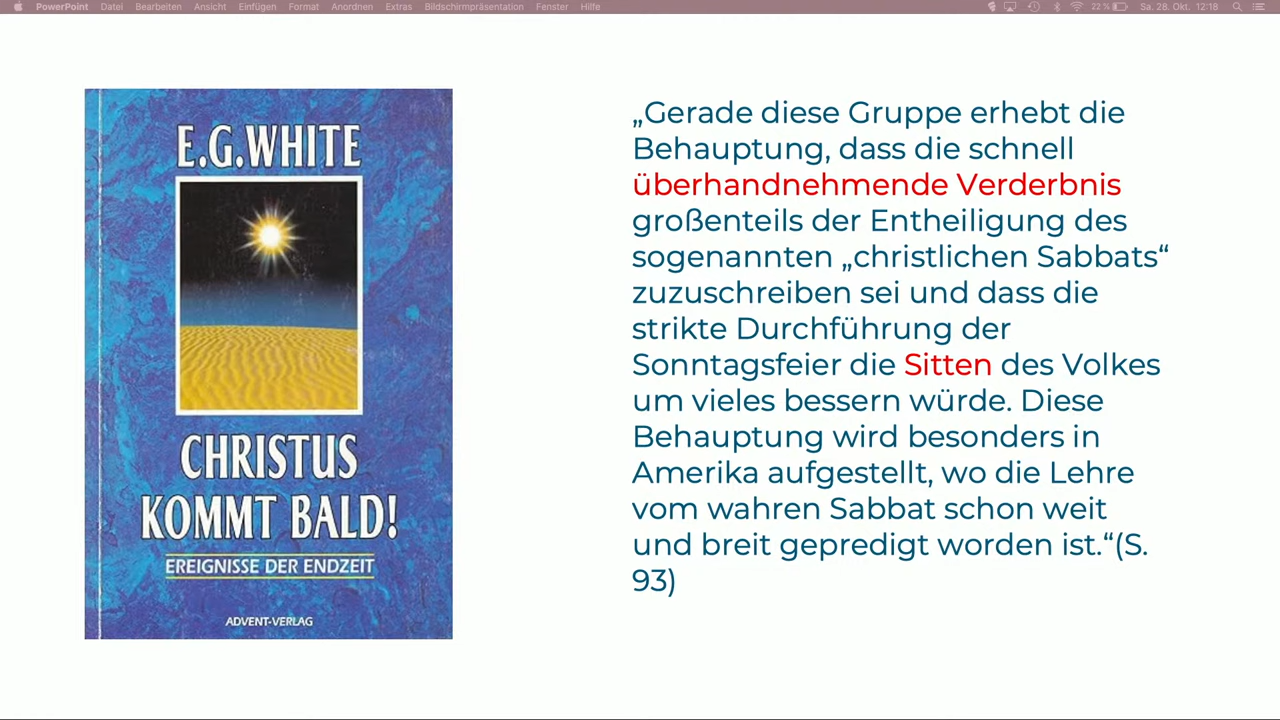 PowerPoint Datei Bearbeiten Ansicht Einfügen Format Anordnen Extras Bildschirmpräsentation Fenster Hilfe 22 % Sa. 28. Okt. 12:18
E.G.WHITE
CHRISTUS
KOMMT BALD!
EREIGNISSE DER ENDZEIT
ADVENT-VERLAG
„Gerade diese Gruppe erhebt die
Behauptung, dass die schnell
überhandnehmende Verderbnis
großenteils der Entheiligung des
sogenannten „christlichen Sabbats“
zuzuschreiben sei und dass die
strikte Durchführung der
Sonntagsfeier die Sitten des Volkes
um vieles bessern würde. Diese
Behauptung wird besonders in
Amerika aufgestellt, wo die Lehre
vom wahren Sabbat schon weit
und breit gepredigt worden ist.“(S.
93)